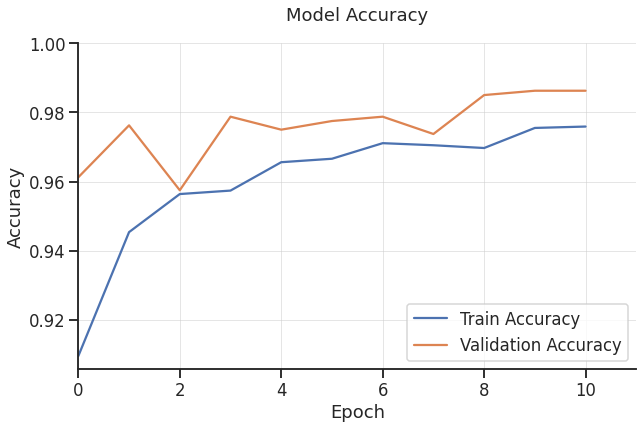 Model Accuracy
1.00
0.98
0.96
0.94
0.92
Accuracy
0 2 4 6 8 10
Epoch
Train Accuracy
Validation Accuracy